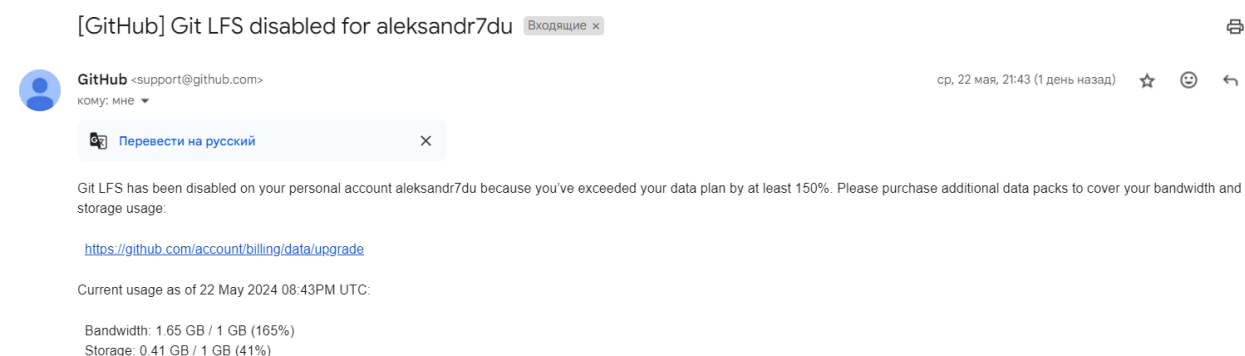 [GitHub] Git LFS disabled for aleksandr7du Входящие ×
GitHub <support@github.com>
ср, 22 мая, 21:43 (1 день назад)
кому: мне
Перевести на русский
Git LFS has been disabled on your personal account aleksandr7du because you’ve exceeded your data plan by at least 150%. Please purchase additional data packs to cover your bandwidth and
storage usage:
https://github.com/account/billing/data/upgrade
Current usage as of 22 May 2024 08:43PM UTC:
Bandwidth: 1.65 GB / 1 GB (165%)
Storage: 0.41 GB / 1 GB (41%)